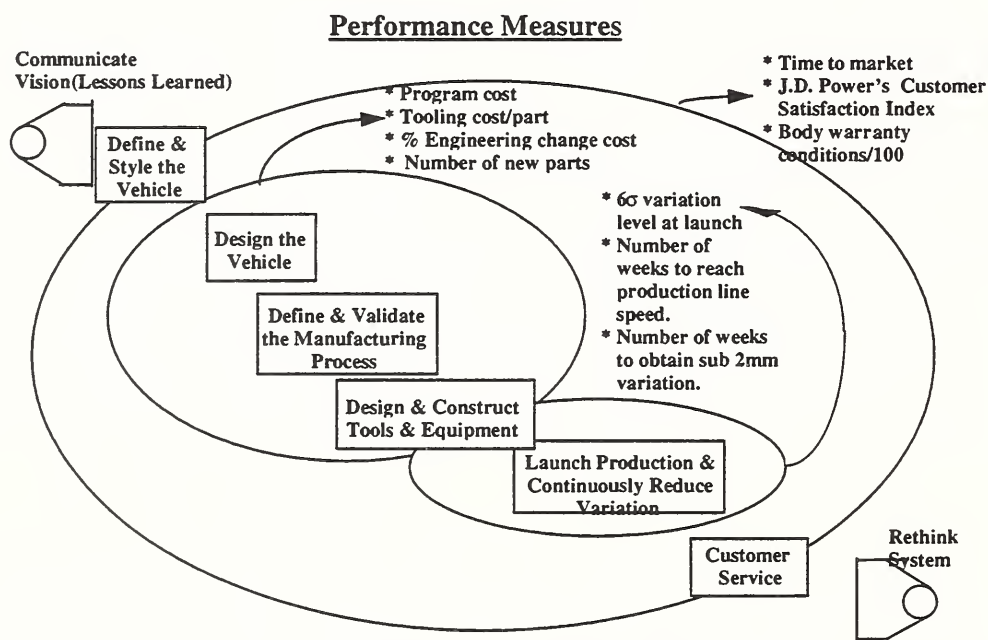 Performance Measures
Communicate
Vision(Lessons Learned)
* Time to market
* J.D. Power's Customer
Satisfaction Index
* Body warranty
conditions/100
* Program cost
* Tooling cost/part
* % Engineering change cost
* Number of new parts
Define &
Style the
Vehicle
* 6σ variation
level at launch
* Number of
weeks to reach
production line
speed.
* Number of weeks
to obtain sub 2mm
variation.
Design the
Vehicle
Define & Validate
the Manufacturing
Process
Design & Construct
Tools & Equipment
Launch Production &
Continuously Reduce
Variation
Customer
Service
Rethink
System